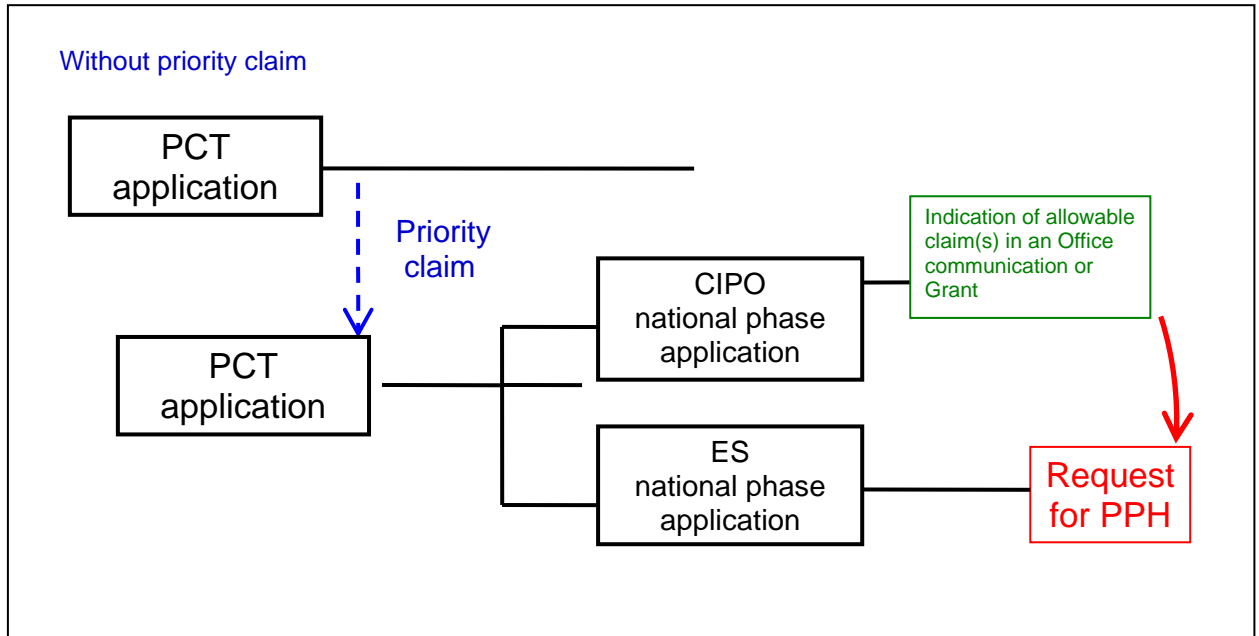 Without priority claim
PCT
application
Priority
claim
Indication of allowable
claim(s) in an Office
communication or
Grant
CIPO
national phase
application
PCT
application
ES
national phase
application
Request
for PPH